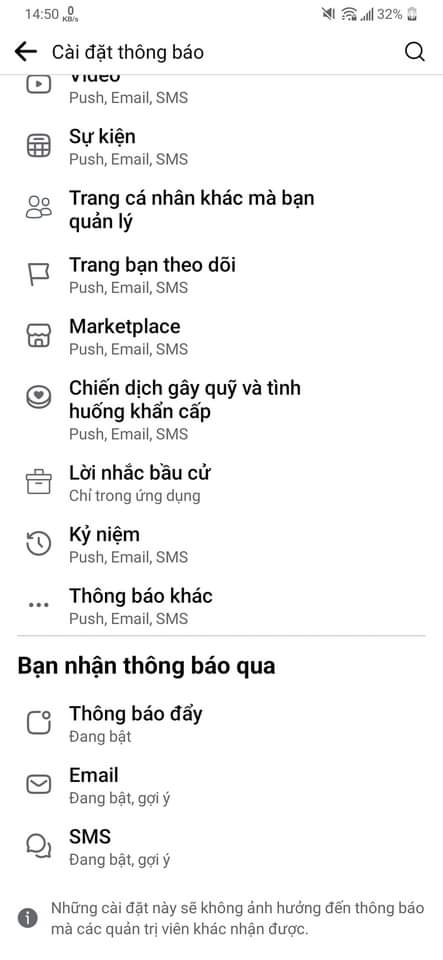 14:50 0 KB/s 32%
Cài đặt thông báo
Video
Push, Email, SMS
Sự kiện
Push, Email, SMS
Trang cá nhân khác mà bạn
quản lý
Trang bạn theo dõi
Push, Email, SMS
Marketplace
Push, Email, SMS
Chiến dịch gây quỹ và tình
huống khẩn cấp
Push, Email, SMS
Lời nhắc bầu cử
Chỉ trong ứng dụng
Kỷ niệm
Push, Email, SMS
Thông báo khác
Push, Email, SMS
Bạn nhận thông báo qua
Thông báo đẩy
Đang bật
Email
Đang bật, gợi ý
SMS
Đang bật, gợi ý
Những cài đặt này sẽ không ảnh hưởng đến thông báo
mà các quản trị viên khác nhận được.